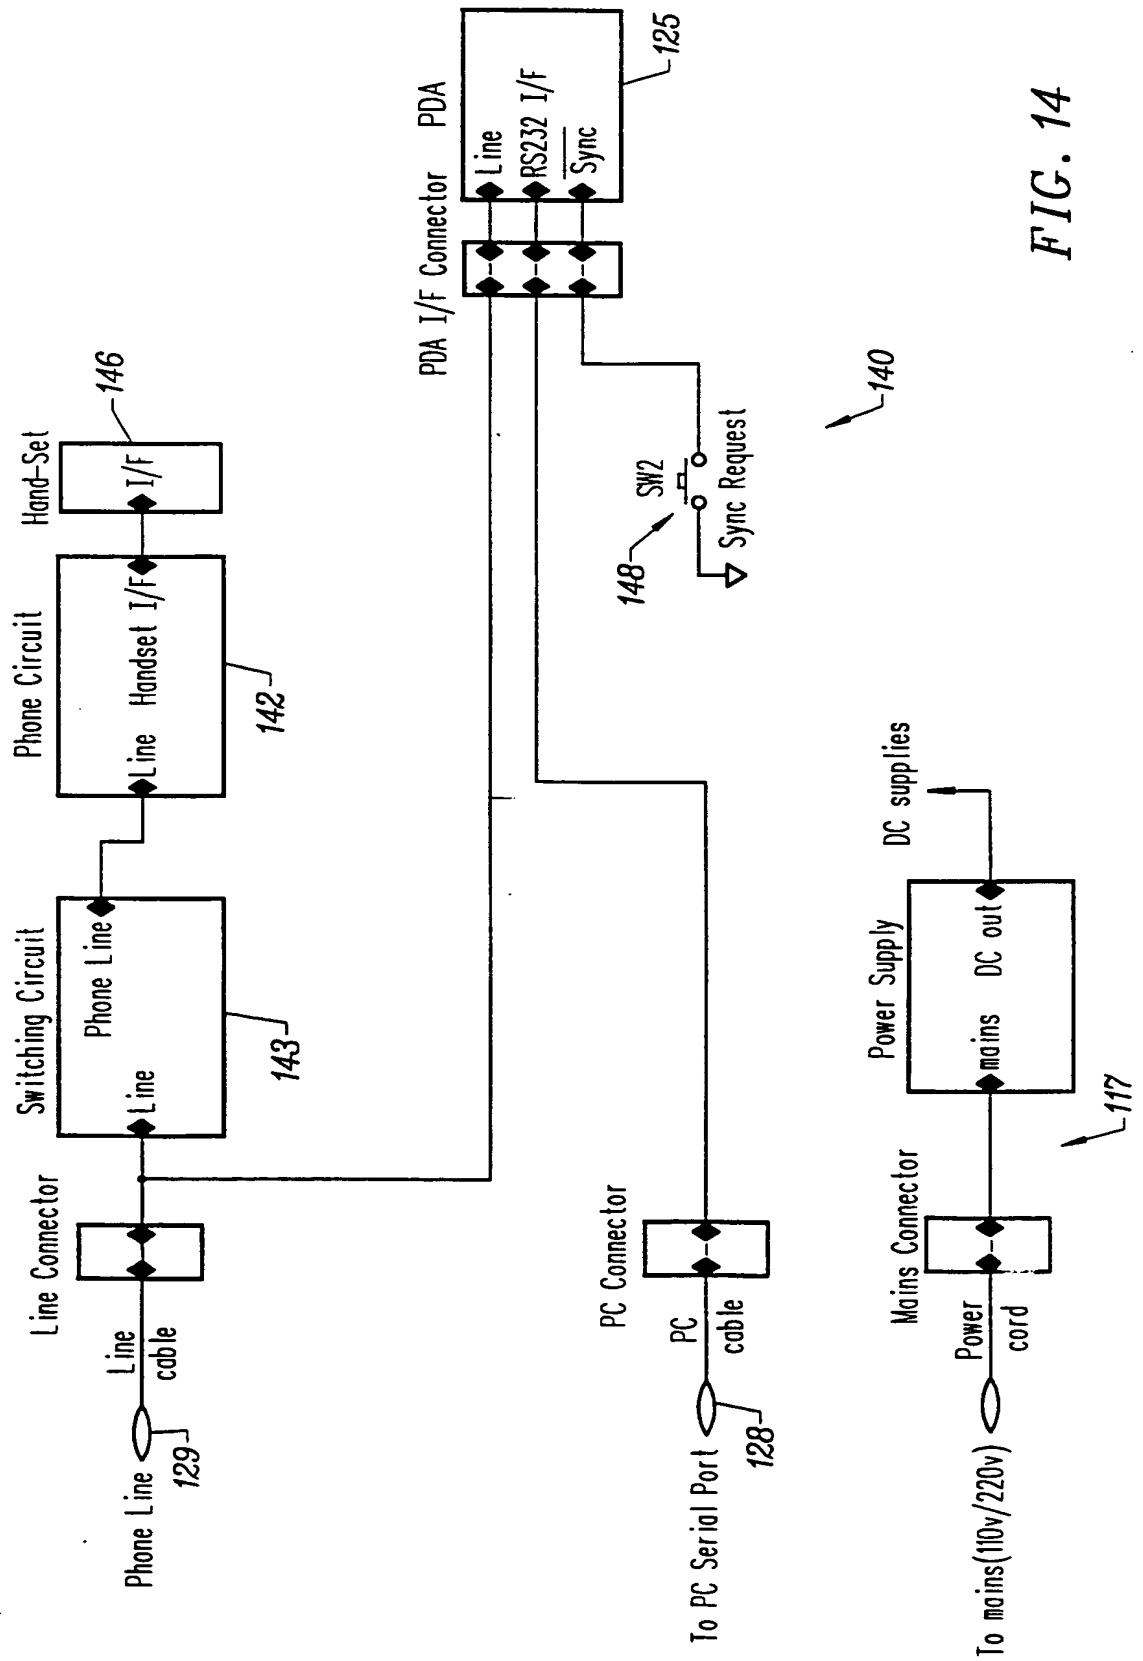 Phone Line
129
Line
cable
Line Connector
Switching Circuit
Line
Phone Line
143
Phone Circuit
Line
Handset I/F
142
Hand-Set
I/F
146
PDA I/F Connector
PDA
Line
RS232 I/F
Sync
125
To PC Serial Port
128
PC
cable
PC Connector
148
SW2
Sync Request
140
To mains(110v/220v)
Power
cord
Mains Connector
Power Supply
mains
DC out
DC supplies
117
FIG. 14